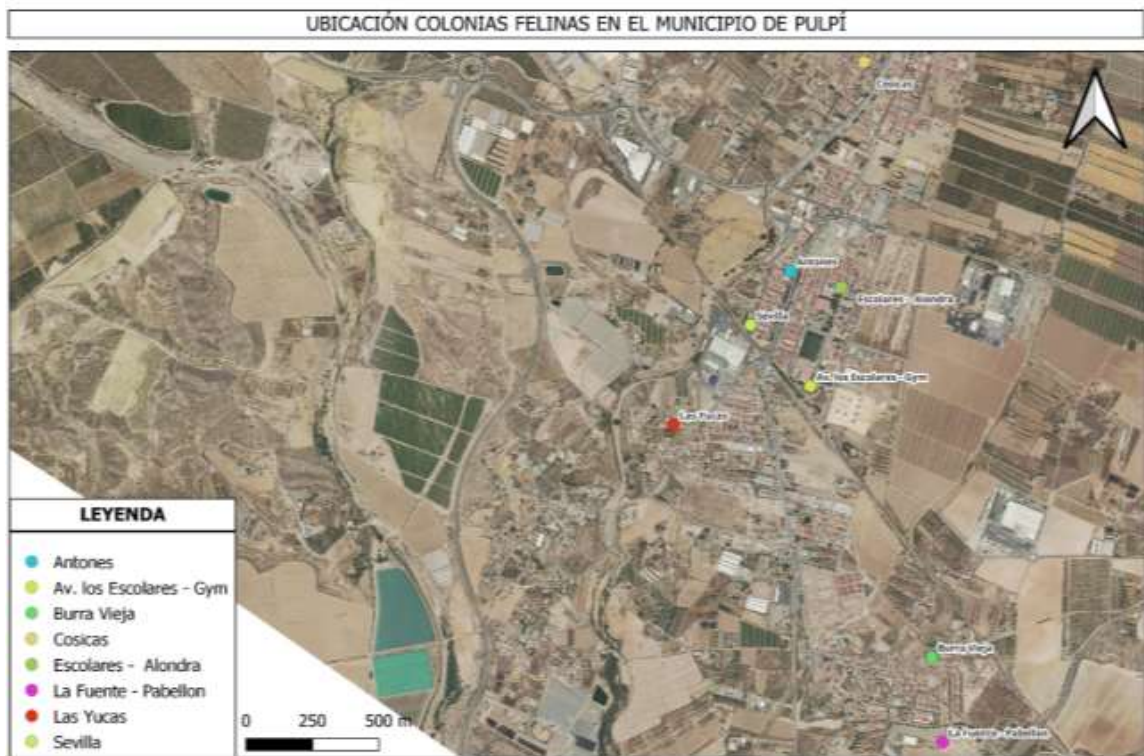 UBICACIÓN COLONIAS FELINAS EN EL MUNICIPIO DE PULPÍ
Cosicas
Antones
Escolares - Alondra
Sevilla
Av. los Escolares - Gym
Las Yucas
Burra Vieja
La Fuente - Pabellon
LEYENDA
Antones
Av. los Escolares - Gym
Burra Vieja
Cosicas
Escolares - Alondra
La Fuente - Pabellon
Las Yucas
Sevilla
0 250 500 m